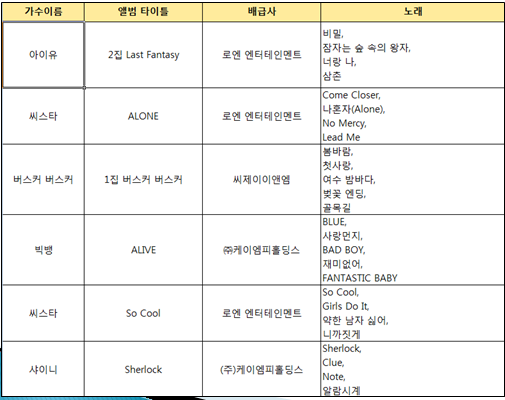 가수이름 앨범 타이틀 배급사 노래
아이유 2집 Last Fantasy 로엔 엔터테인멘트
비밀,
잠자는 숲 속의 왕자,
너랑 나,
삼촌
씨스타 ALONE 로엔 엔터테인멘트
Come Closer,
나혼자(Alone),
No Mercy,
Lead Me
버스커 버스커 1집 버스커 버스커 씨제이이앤엠
봄바람,
첫사랑,
여수 밤바다,
벚꽃 엔딩,
골목길
빅뱅 ALIVE ㈜케이엠피홀딩스
BLUE,
사랑먼지,
BAD BOY,
재미없어,
FANTASTIC BABY
씨스타 So Cool 로엔 엔터테인멘트
So Cool,
Girls Do It,
약한 남자 싫어,
니까짓게
샤이니 Sherlock (주)케이엠피홀딩스
Sherlock,
Clue,
Note,
알람시계